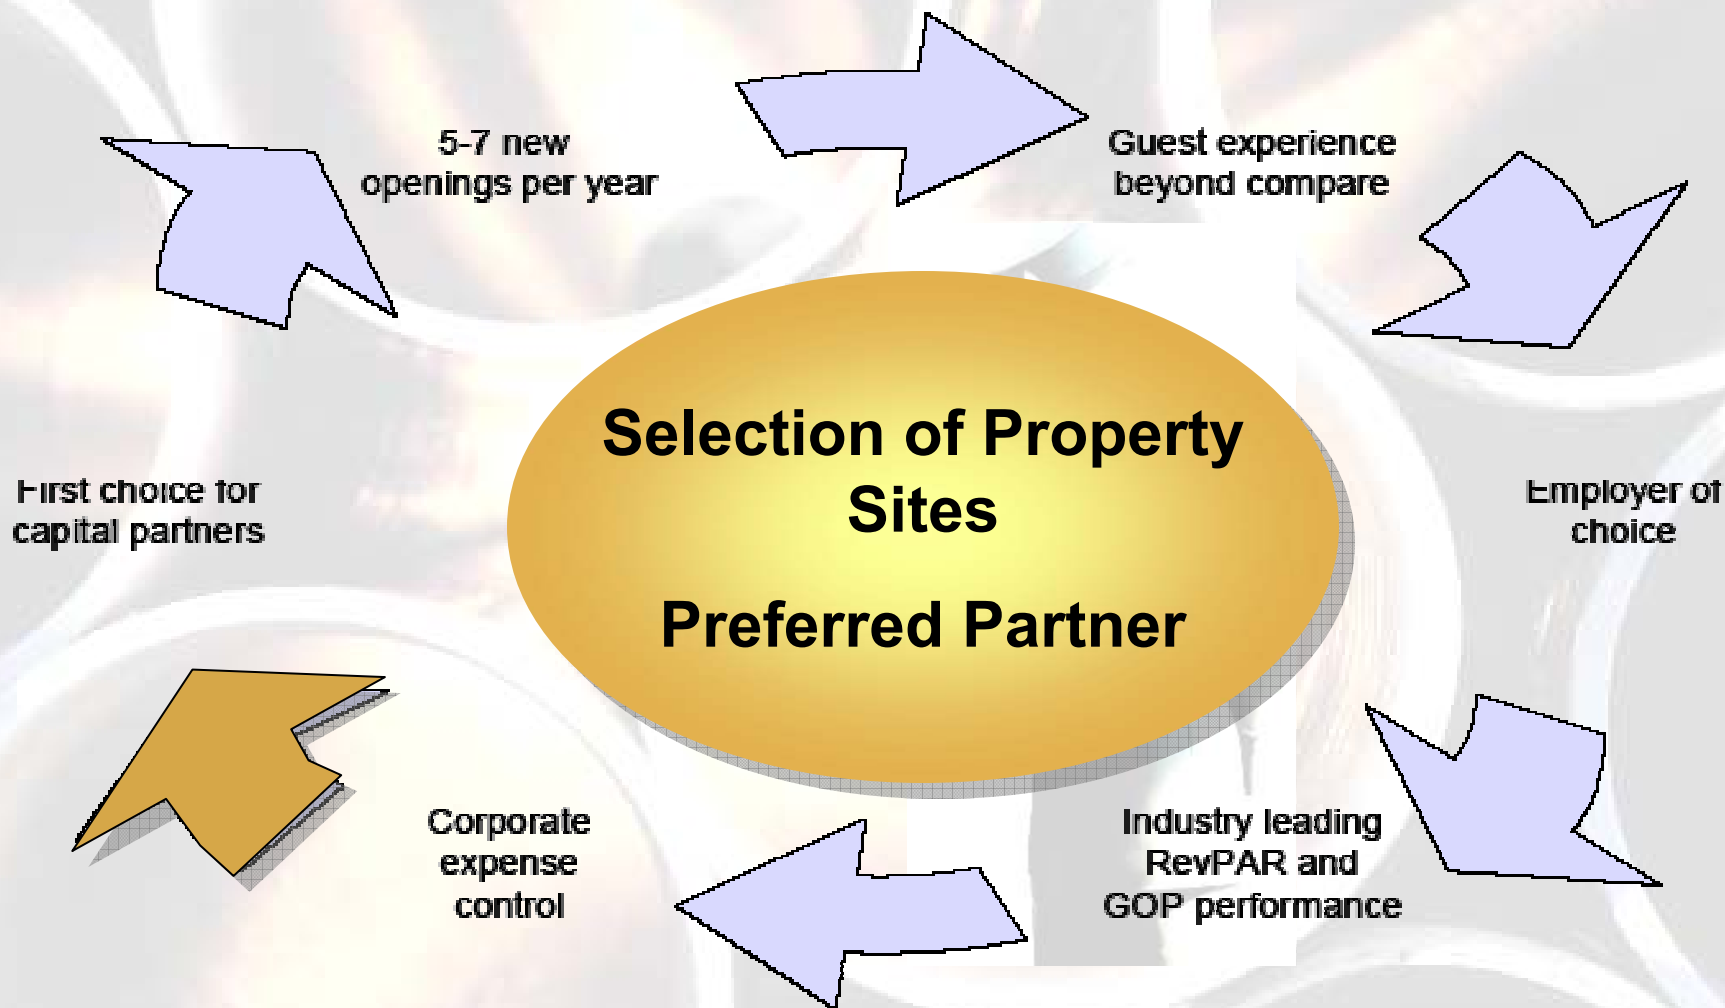 5-7 new
openings per year
Guest experience
beyond compare
Selection of Property
Sites
Preferred Partner
First choice for
capital partners
Employer of
choice
Corporate
expense
control
Industry leading
RevPAR and
GOP performance